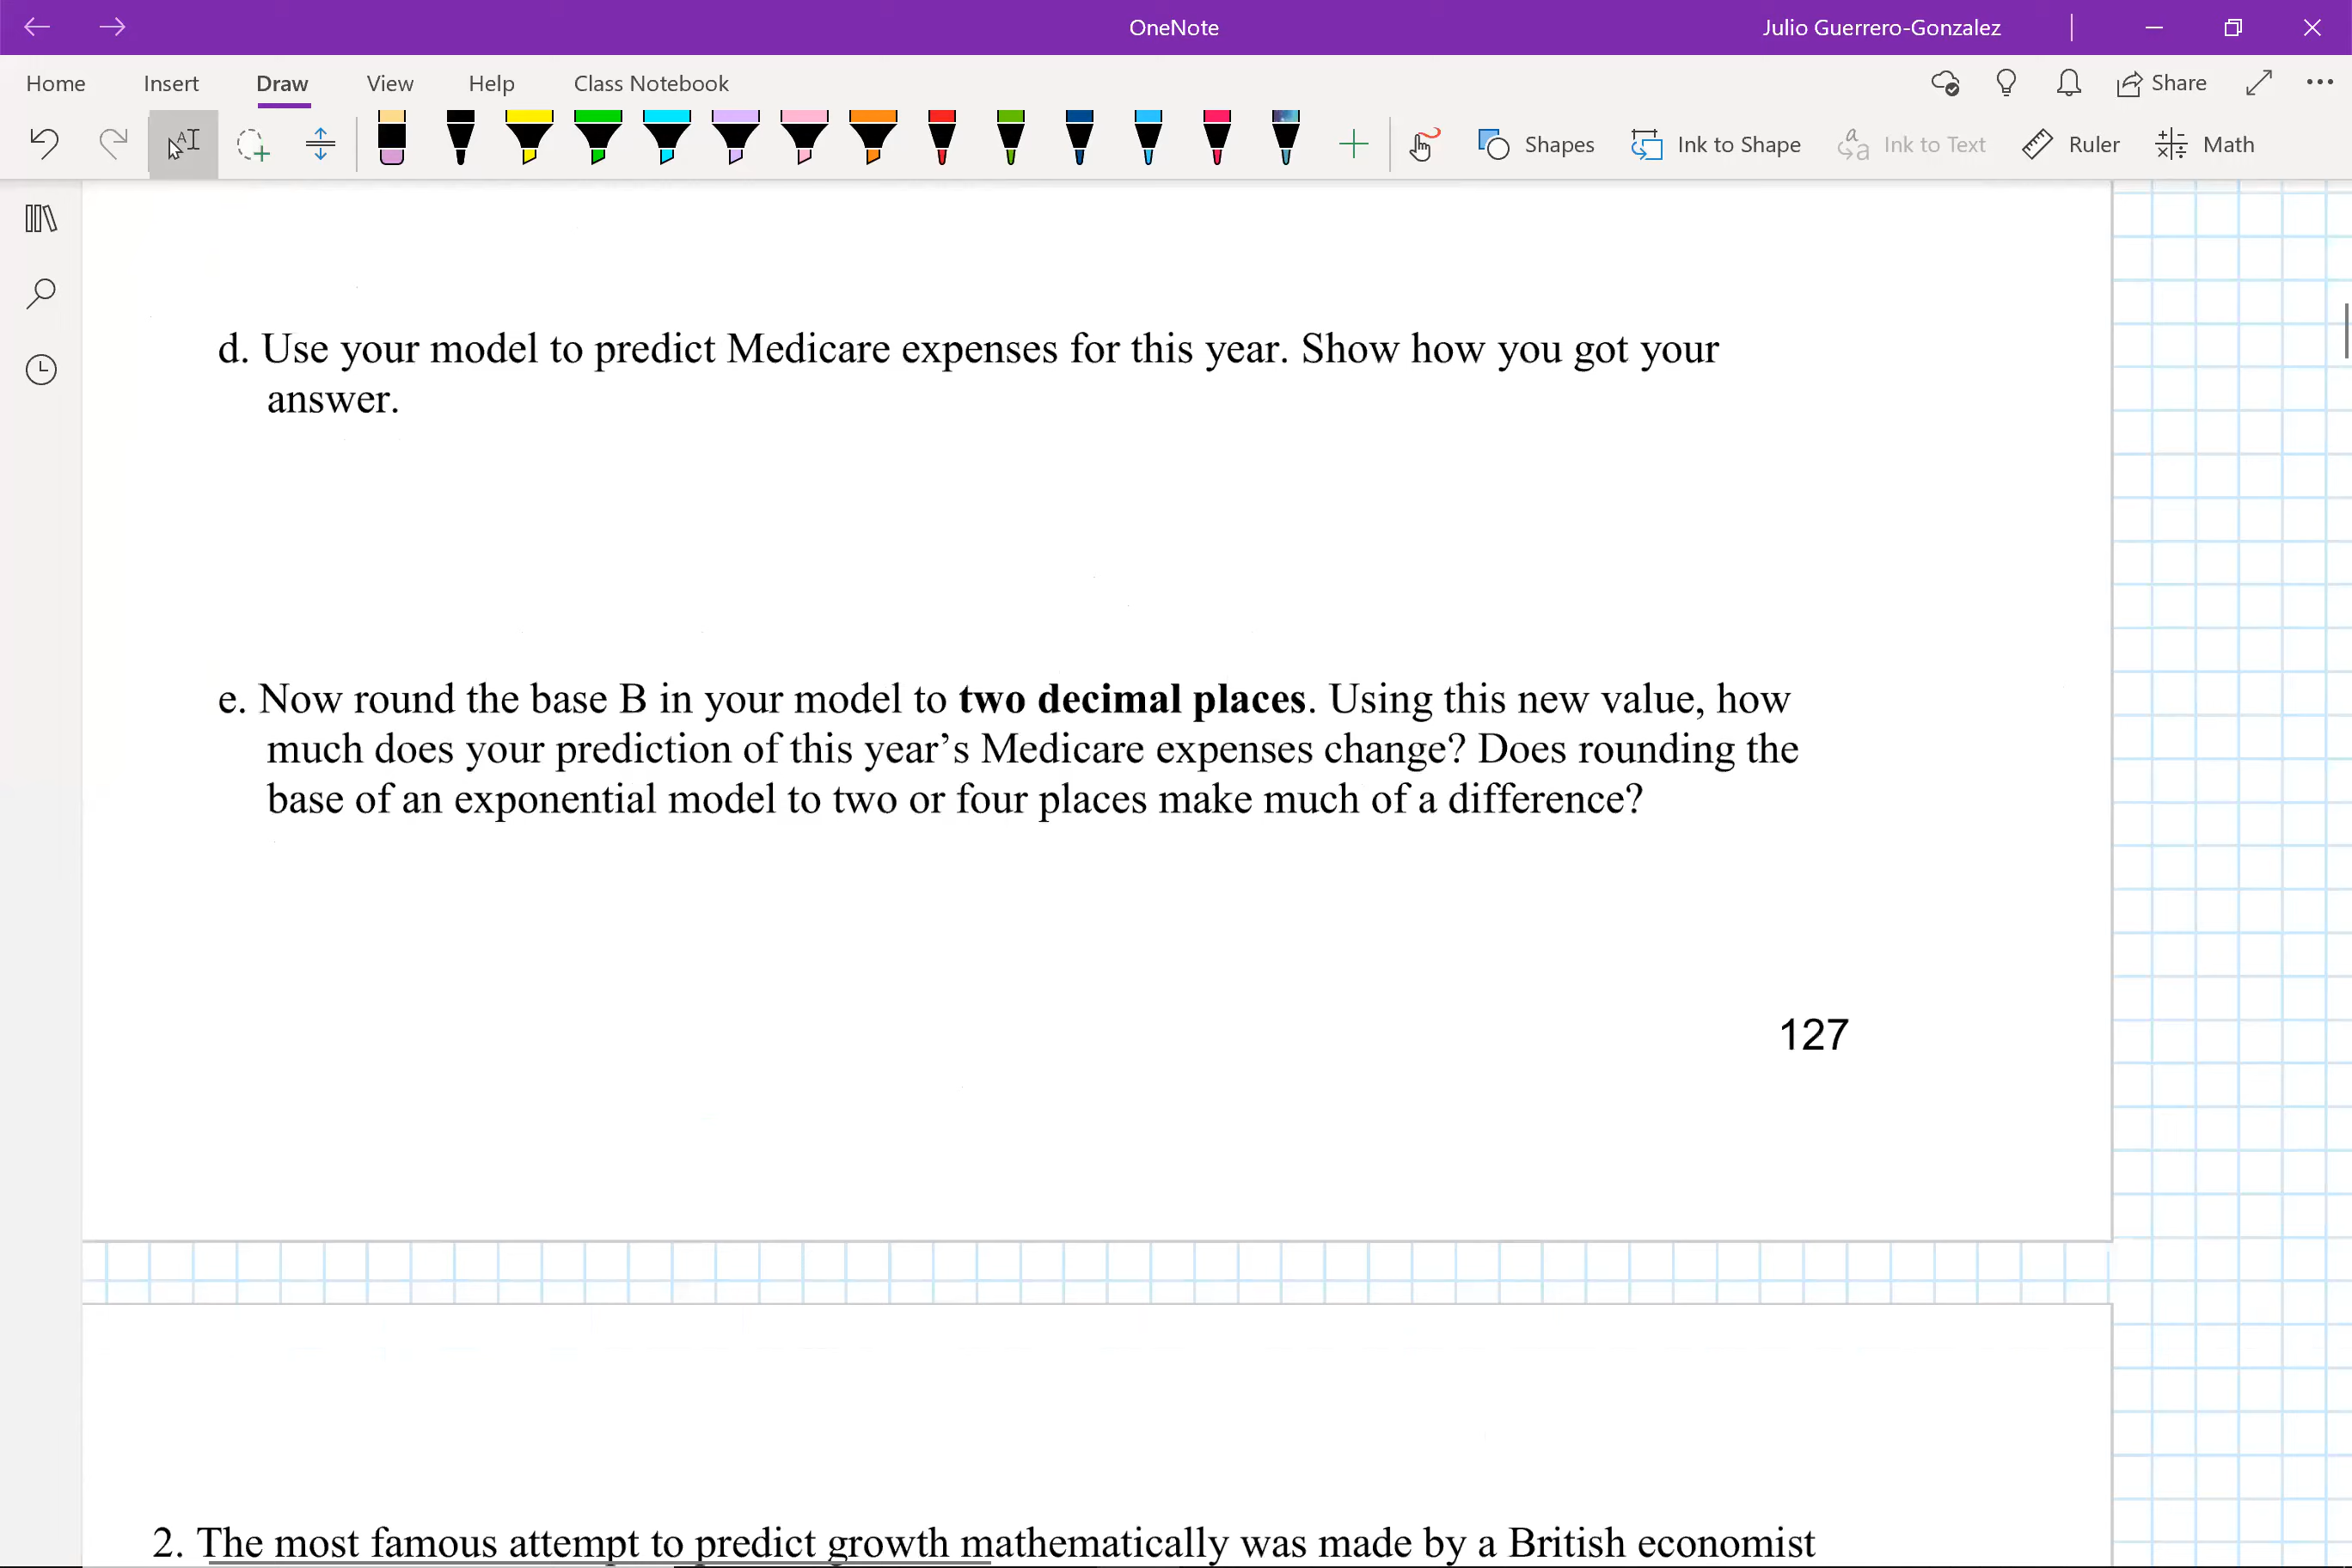 OneNote
Julio Guerrero-Gonzalez
Home Insert Draw View Help Class Notebook
Share
Shapes Ink to Shape Ink to Text Ruler Math
d. Use your model to predict Medicare expenses for this year. Show how you got your
answer.
e. Now round the base B in your model to two decimal places. Using this new value, how
much does your prediction of this year’s Medicare expenses change? Does rounding the
base of an exponential model to two or four places make much of a difference?
127
2. The most famous attempt to predict growth mathematically was made by a British economist